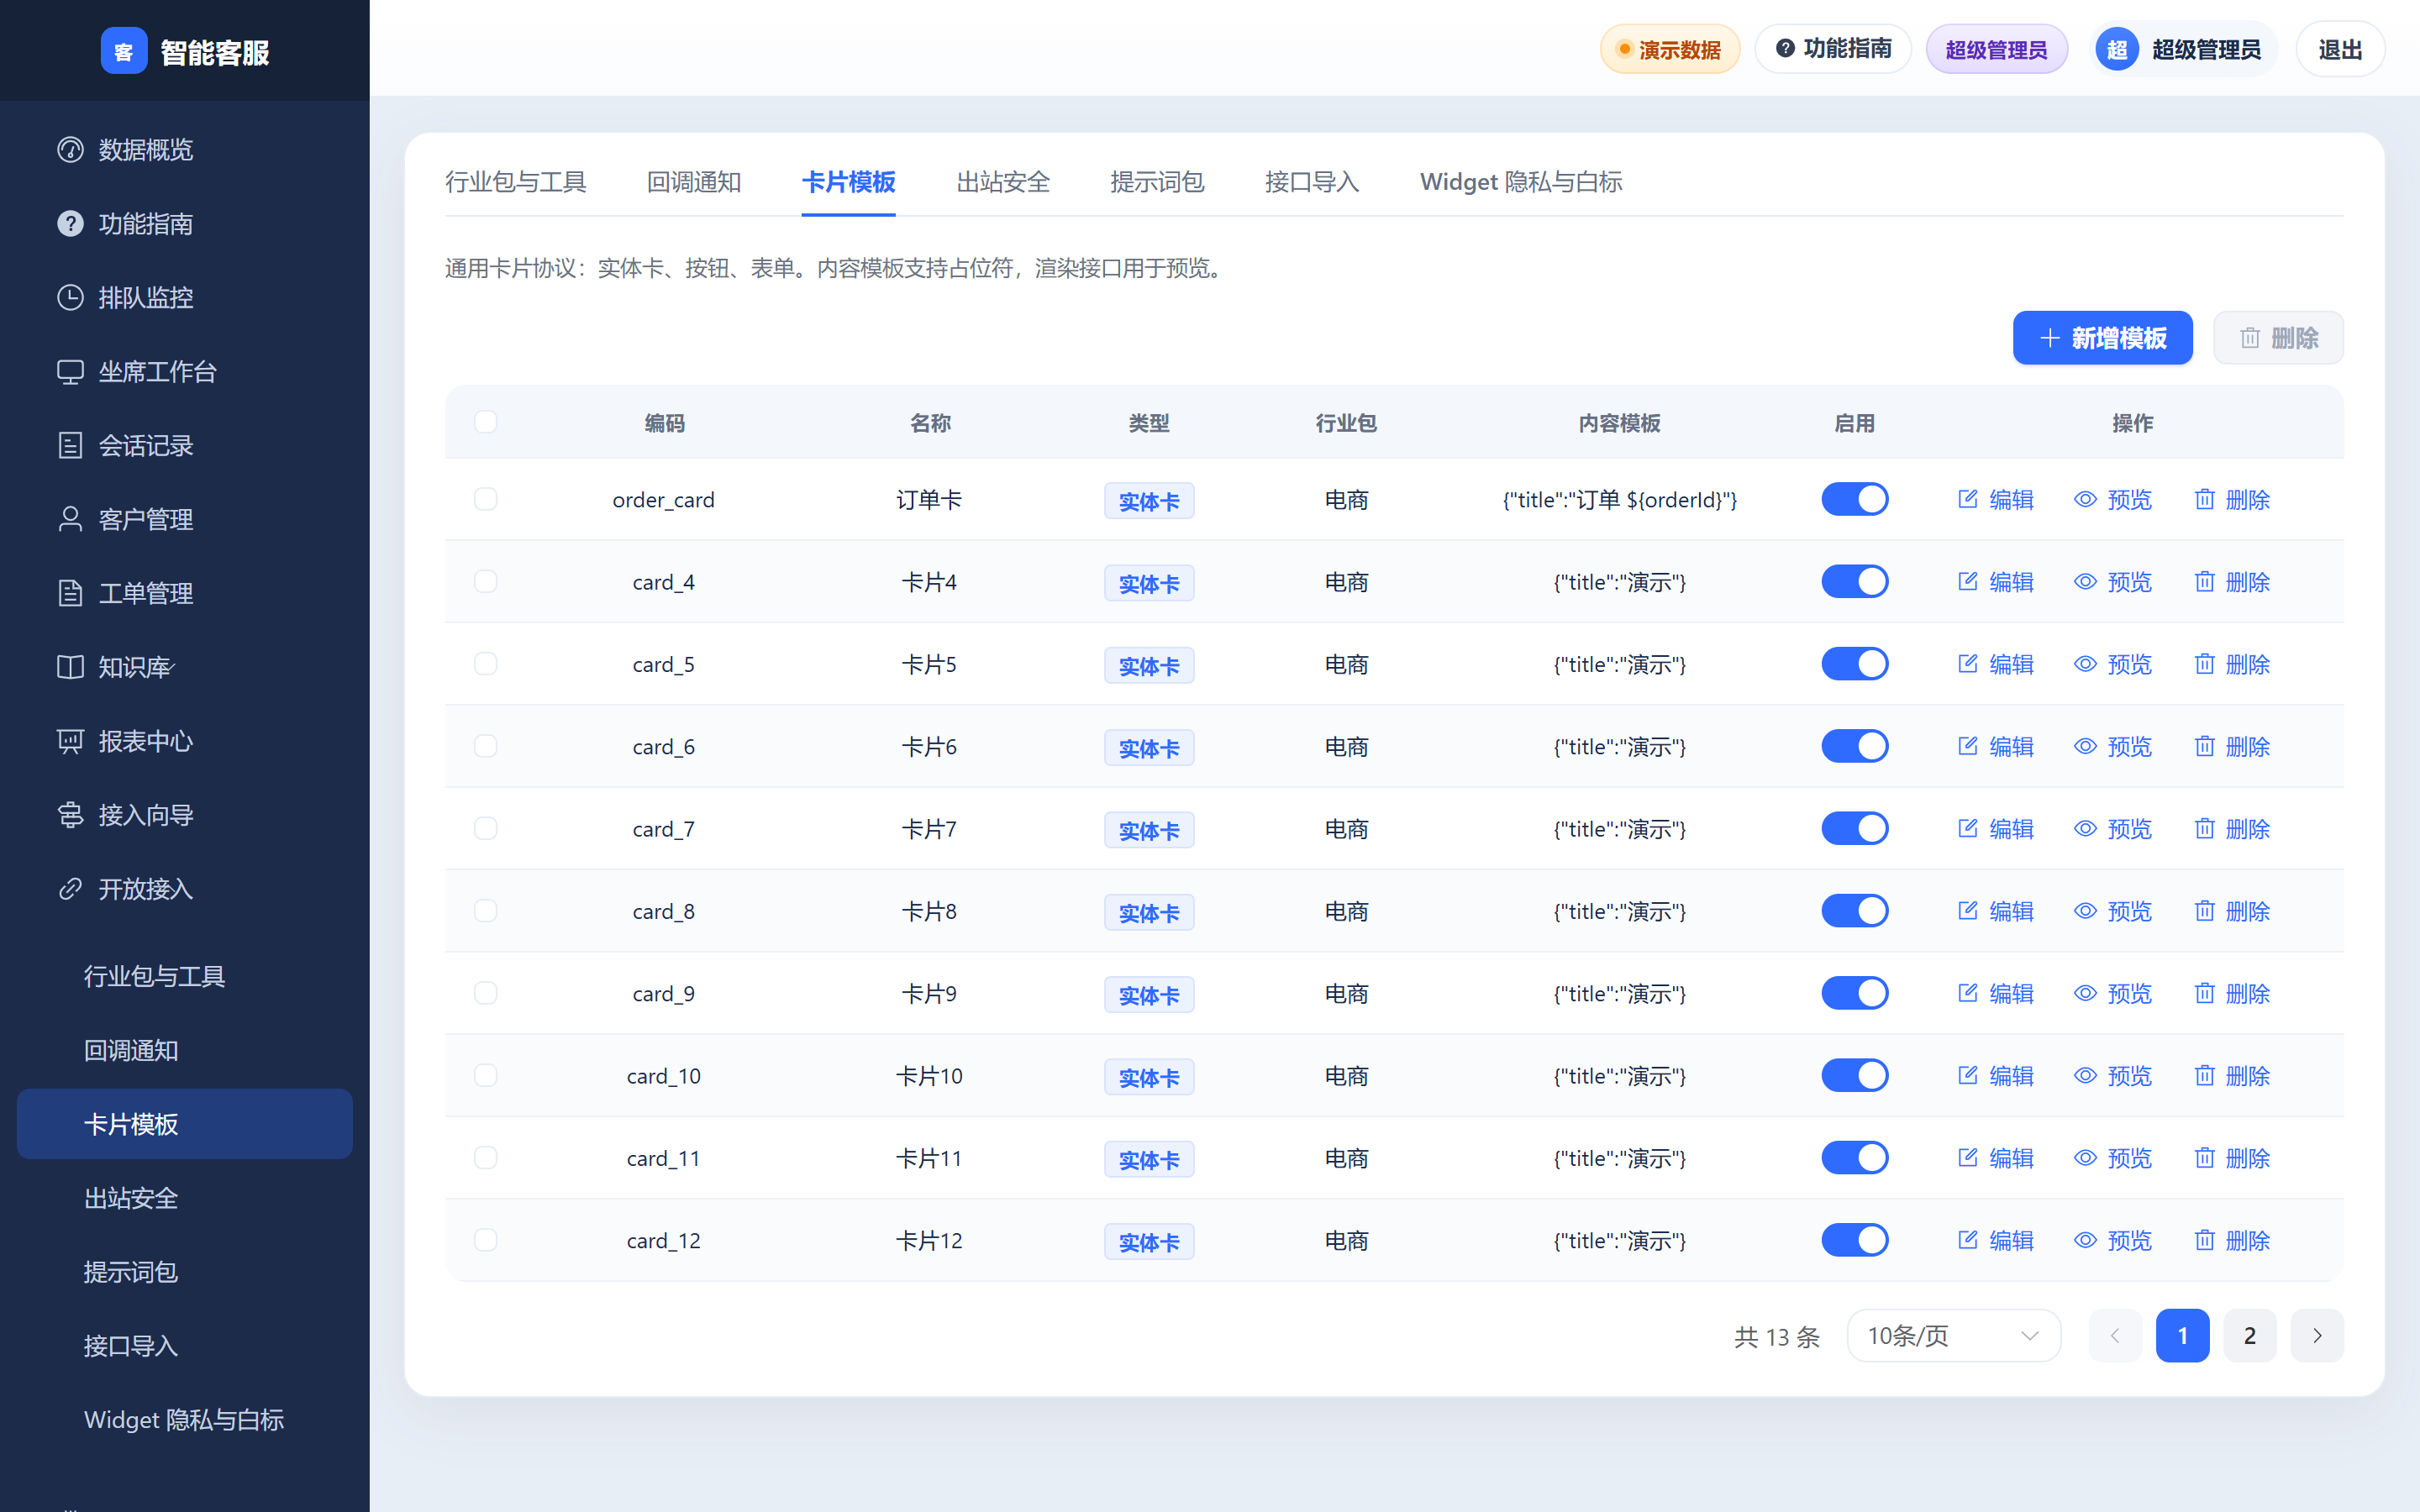 客 智能客服
演示数据 功能指南 超级管理员 超 超级管理员 退出
数据概览
功能指南
排队监控
坐席工作台
会话记录
客户管理
工单管理
知识库
报表中心
接入向导
开放接入
行业包与工具
回调通知
卡片模板
出站安全
提示词包
接口导入
Widget 隐私与白标
行业包与工具 回调通知 卡片模板 出站安全 提示词包 接口导入 Widget 隐私与白标
通用卡片协议：实体卡、按钮、表单。内容模板支持占位符，渲染接口用于预览。
新增模板 删除
编码 名称 类型 行业包 内容模板 启用 操作
order_card 订单卡 实体卡 电商 {"title":"订单 ${orderId}"} 编辑 预览 删除
card_4 卡片4 实体卡 电商 {"title":"演示"} 编辑 预览 删除
card_5 卡片5 实体卡 电商 {"title":"演示"} 编辑 预览 删除
card_6 卡片6 实体卡 电商 {"title":"演示"} 编辑 预览 删除
card_7 卡片7 实体卡 电商 {"title":"演示"} 编辑 预览 删除
card_8 卡片8 实体卡 电商 {"title":"演示"} 编辑 预览 删除
card_9 卡片9 实体卡 电商 {"title":"演示"} 编辑 预览 删除
card_10 卡片10 实体卡 电商 {"title":"演示"} 编辑 预览 删除
card_11 卡片11 实体卡 电商 {"title":"演示"} 编辑 预览 删除
card_12 卡片12 实体卡 电商 {"title":"演示"} 编辑 预览 删除
共 13 条 10条/页 1 2